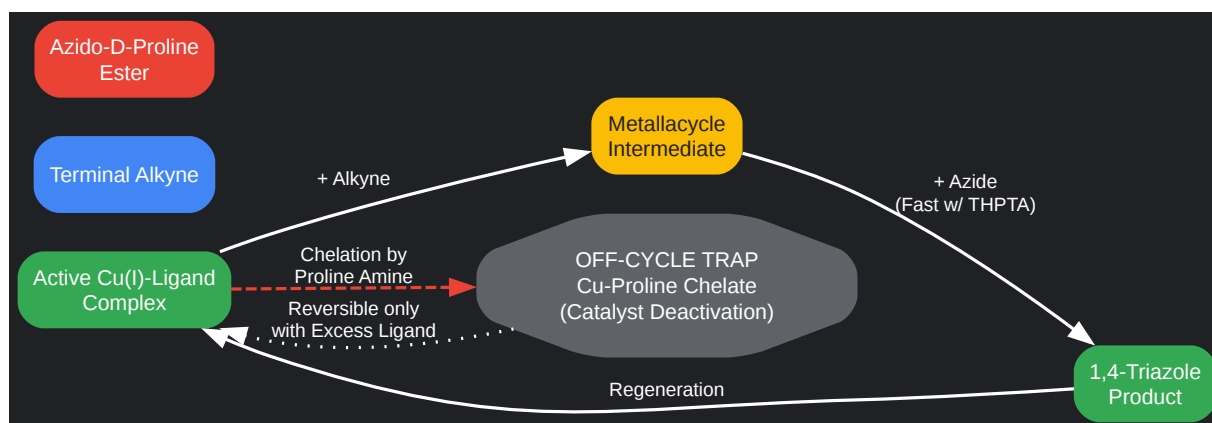 Azido-D-Proline
Ester
Terminal Alkyne
Active Cu(I)-Ligand
Complex
+ Alkyne
Metallacycle
Intermediate
+ Azide
(Fast w/ THPTA)
Chelation by
Proline Amine
OFF-CYCLE TRAP
Cu-Proline Chelate
(Catalyst Deactivation)
Reversible only
with Excess Ligand
1,4-Triazole
Product
Regeneration